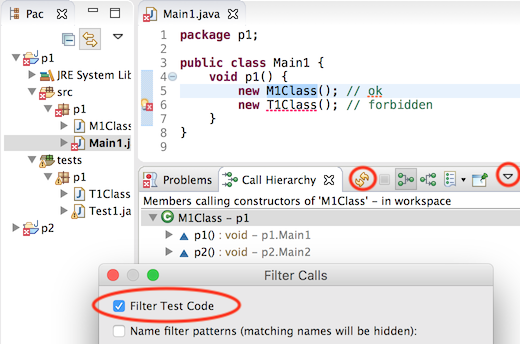 Pac
p1
JRE System Lib
src
p1
M1Class
Main1.j
tests
p1
T1Class
Test1.ja
p2
Main1.java
1 package p1;
2
3 public class Main1 {
4 void p1() {
5 new M1Class(); // ok
6 new T1Class(); // forbidden
7 }
8 }
9
Problems Call Hierarchy
Members calling constructors of 'M1Class' – in workspace
M1Class – p1
p1() : void – p1.Main1
p2() : void – p2.Main2
Filter Calls
Filter Test Code
Name filter patterns (matching names will be hidden):